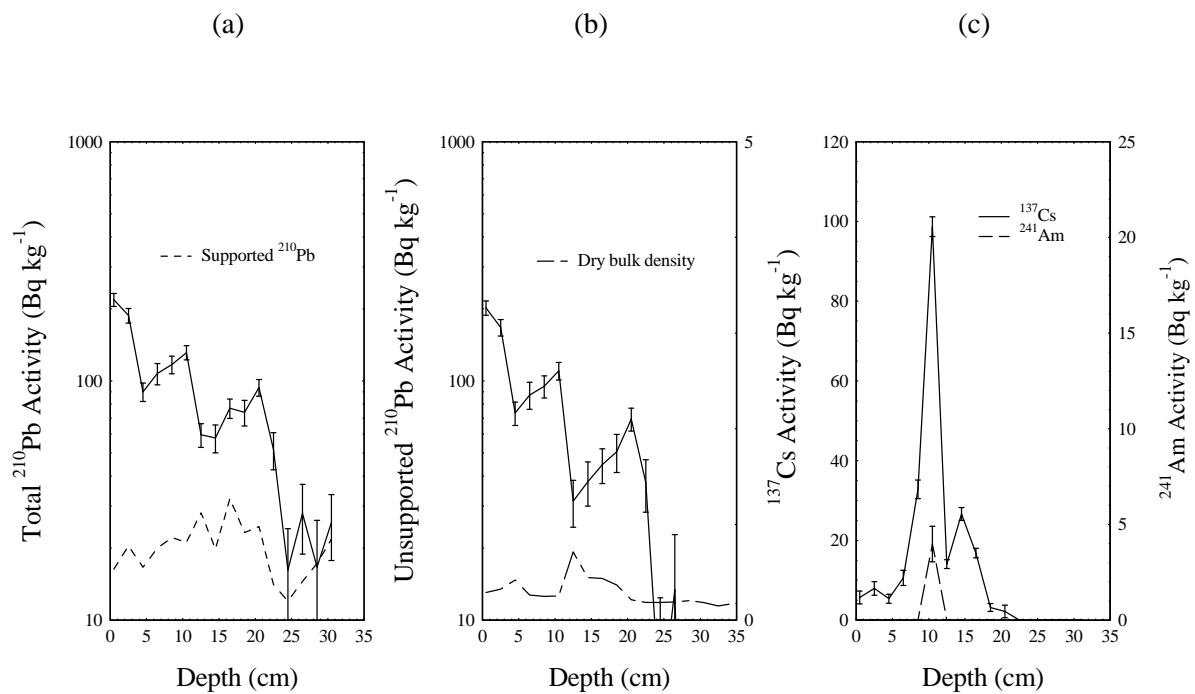 (a)
(b)
(c)
Total ²¹⁰Pb Activity (Bq kg⁻¹)
1000
100
10
Supported ²¹⁰Pb
0 5 10 15 20 25 30 35
Depth (cm)
Unsupported ²¹⁰Pb Activity (Bq kg⁻¹)
1000
100
10
Dry bulk density
5
0
0 5 10 15 20 25 30 35
Depth (cm)
¹³⁷Cs Activity (Bq kg⁻¹)
120
100
80
60
40
20
0
¹³⁷Cs
²⁴¹Am
25
20
15
10
5
0
²⁴¹Am Activity (Bq kg⁻¹)
0 5 10 15 20 25 30 35
Depth (cm)